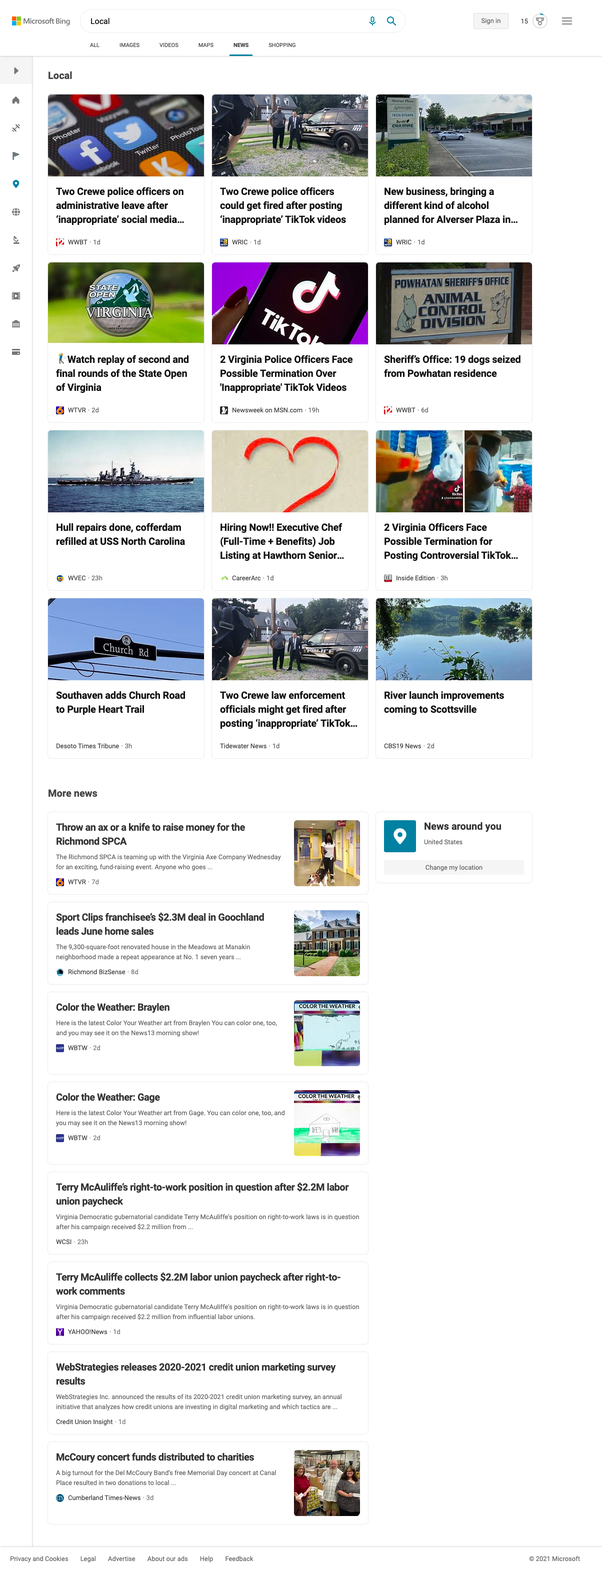 Microsoft Bing
Local
Sign in
15
ALL
IMAGES
VIDEOS
MAPS
NEWS
SHOPPING
Local
Two Crewe police officers on
administrative leave after
‘inappropriate’ social media...
WWBT · 1d
Two Crewe police officers
could get fired after posting
‘inappropriate’ TikTok videos
WRIC · 1d
New business, bringing a
different kind of alcohol
planned for Alverser Plaza in...
WRIC · 1d
STATE
OPEN
OF
VIRGINIA
Watch replay of second and
final rounds of the State Open
of Virginia
WTVR · 2d
TikTok
2 Virginia Police Officers Face
Possible Termination Over
'Inappropriate' TikTok Videos
Newsweek on MSN.com · 19h
POWHATAN SHERIFF'S OFFICE
ANIMAL
CONTROL
DIVISION
Sheriff’s Office: 19 dogs seized
from Powhatan residence
WWBT · 6d
Hull repairs done, cofferdam
refilled at USS North Carolina
WVEC · 23h
Hiring Now!! Executive Chef
(Full-Time + Benefits) Job
Listing at Hawthorn Senior...
CareerArc · 1d
2 Virginia Officers Face
Possible Termination for
Posting Controversial TikTok...
Inside Edition · 3h
Church Rd
Southaven adds Church Road
to Purple Heart Trail
Desoto Times Tribune · 3h
Two Crewe law enforcement
officials might get fired after
posting ‘inappropriate’ TikTok...
Tidewater News · 1d
River launch improvements
coming to Scottsville
CBS19 News · 2d
More news
Throw an ax or a knife to raise money for the
Richmond SPCA
The Richmond SPCA is teaming up with the Virginia Axe Company Wednesday
for an exciting, fund-raising event. Anyone who goes ...
WTVR · 7d
News around you
United States
Change my location
Sport Clips franchisee’s $2.3M deal in Goochland
leads June home sales
The 9,300-square-foot renovated house in the Meadows at Manakin
neighborhood made a repeat appearance at No. 1 seven years ...
Richmond BizSense · 8d
Color the Weather: Braylen
Here is the latest Color Your Weather art from Braylen You can color one, too,
and you may see it on the News13 morning show!
WBTW · 2d
COLOR THE WEATHER
Color the Weather: Gage
Here is the latest Color Your Weather art from Gage. You can color one, too, and
you may see it on the News13 morning show!
WBTW · 2d
COLOR THE WEATHER
Terry McAuliffe’s right-to-work position in question after $2.2M labor
union paycheck
Virginia Democratic gubernatorial candidate Terry McAuliffe's position on right-to-work laws is in question
after his campaign received $2.2 million from ...
WCSI · 23h
Terry McAuliffe collects $2.2M labor union paycheck after right-to-
work comments
Virginia Democratic gubernatorial candidate Terry McAuliffe's position on right-to-work laws is in question
after his campaign received $2.2 million from influential labor unions.
YAHOO!News · 1d
WebStrategies releases 2020-2021 credit union marketing survey
results
WebStrategies Inc. announced the results of its 2020-2021 credit union marketing survey, an annual
initiative that analyzes how credit unions are investing in digital marketing and which tactics are ...
Credit Union Insight · 1d
McCoury concert funds distributed to charities
A big turnout for the Del McCoury Band's free Memorial Day concert at Canal
Place resulted in two donations to local ...
Cumberland Times-News · 3d
Privacy and Cookies
Legal
Advertise
About our ads
Help
Feedback
© 2021 Microsoft